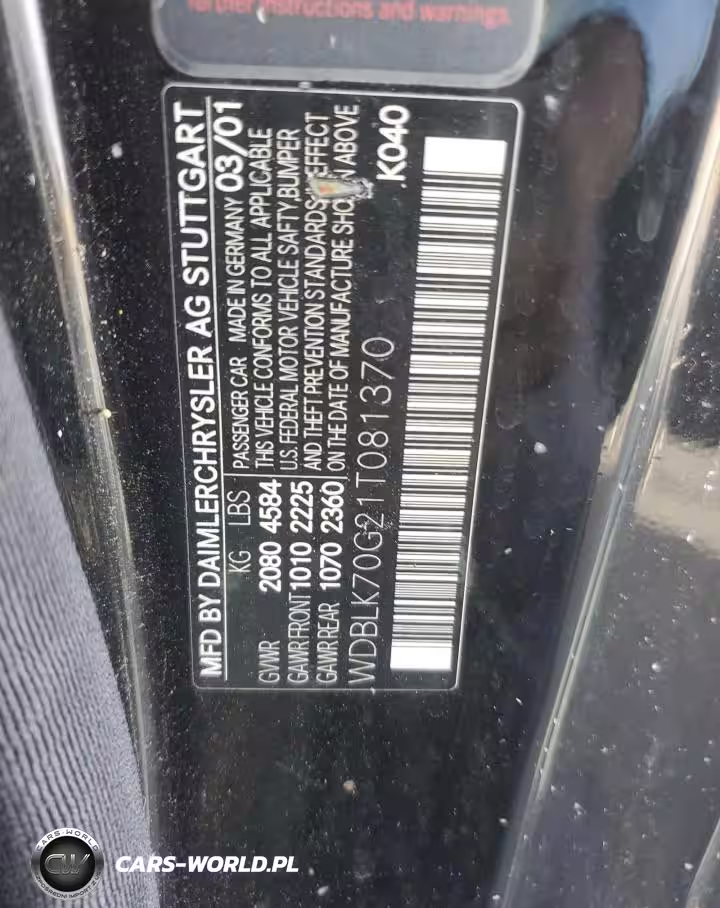 further instructions and warnings.
MFD BY DAIMLERCHRYSLER AG STUTTGART
KG LBS
GVWR 2080 4584
GAWR FRONT 1010 2225
GAWR REAR 1070 2360
PASSENGER CAR MADE IN GERMANY 03/01
THIS VEHICLE CONFORMS TO ALL APPLICABLE
U.S. FEDERAL MOTOR VEHICLE SAFTY,BUMPER
AND THEFT PREVENTION STANDARDS IN EFFECT
ON THE DATE OF MANUFACTURE SHOWN ABOVE
WDBLK70G21T081370
K040
CARS-WORLD
CW
CARS-WORLD.PL